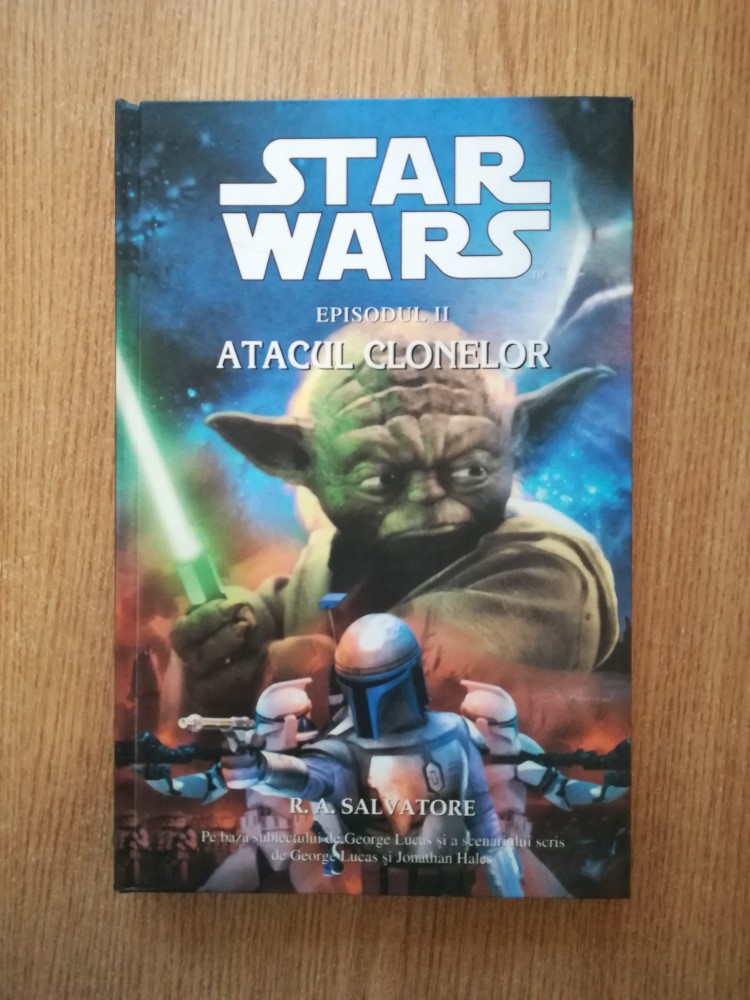 STAR
WARS
TM
EPISODUL II
ATACUL CLONELOR
R. A. SALVATORE
Pe baza subiectului de George Lucas și a scenariului scris
de George Lucas și Jonathan Hales